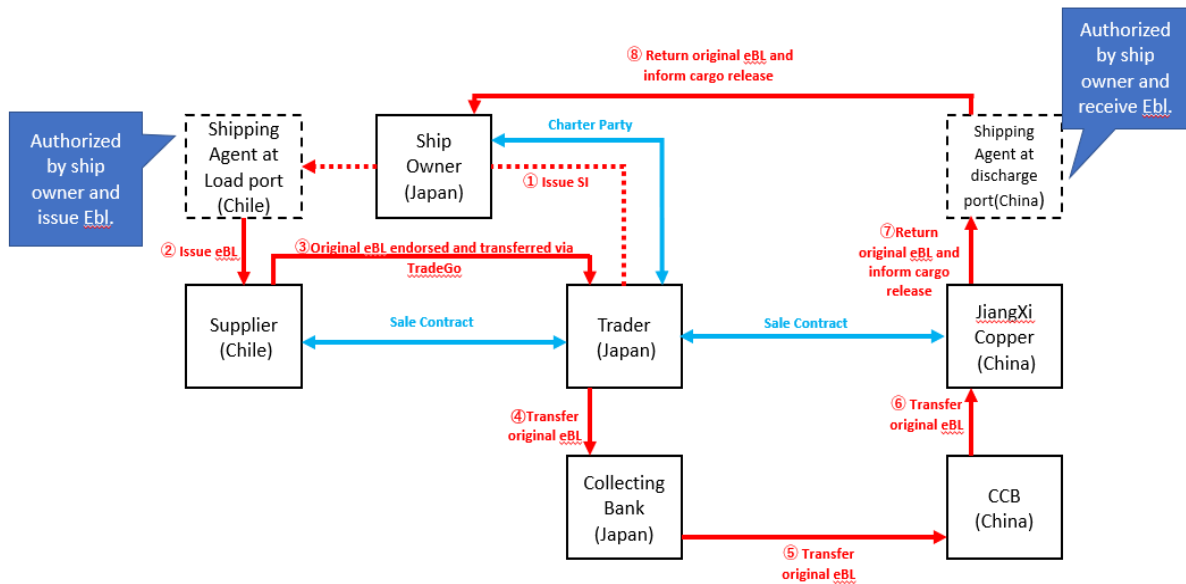 Authorized
by ship
owner and
receive Ebl.
⑧ Return original eBL and
inform cargo release
Authorized
by ship
owner and
issue Ebl.
Shipping
Agent at
Load port
(Chile)
Ship
Owner
(Japan)
Charter Party
① Issue SI
Shipping
Agent at
discharge
port(China)
② Issue eBL
③Original eBL endorsed and transferred via
TradeGo
⑦Return
original eBL and
inform cargo
release
Supplier
(Chile)
Sale Contract
Trader
(Japan)
Sale Contract
JiangXi
Copper
(China)
④Transfer
original eBL
⑥ Transfer
original eBL
Collecting
Bank
(Japan)
CCB
(China)
⑤ Transfer
original eBL